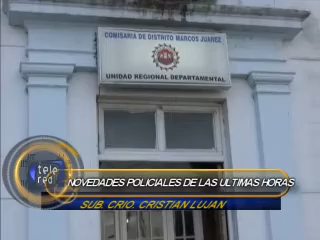 COMISARIA DE DISTRITO MARCOS JUAREZ
UNIDAD REGIONAL DEPARTAMENTAL
tele
red
NOVEDADES POLICIALES DE LAS ULTIMAS HORAS
SUB. CRIO. CRISTIAN LUJAN